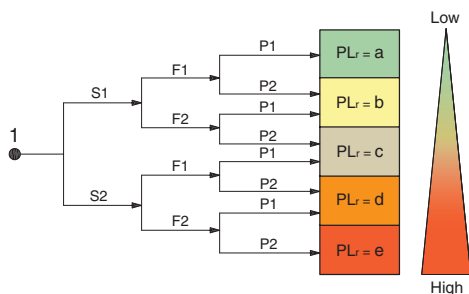 Low
P1
PLr = a
F1
P2
S1
P1
PLr = b
F2
1
P2
PLr = c
F1
P1
S2
P2
PLr = d
P1
F2
P2
PLr = e
High